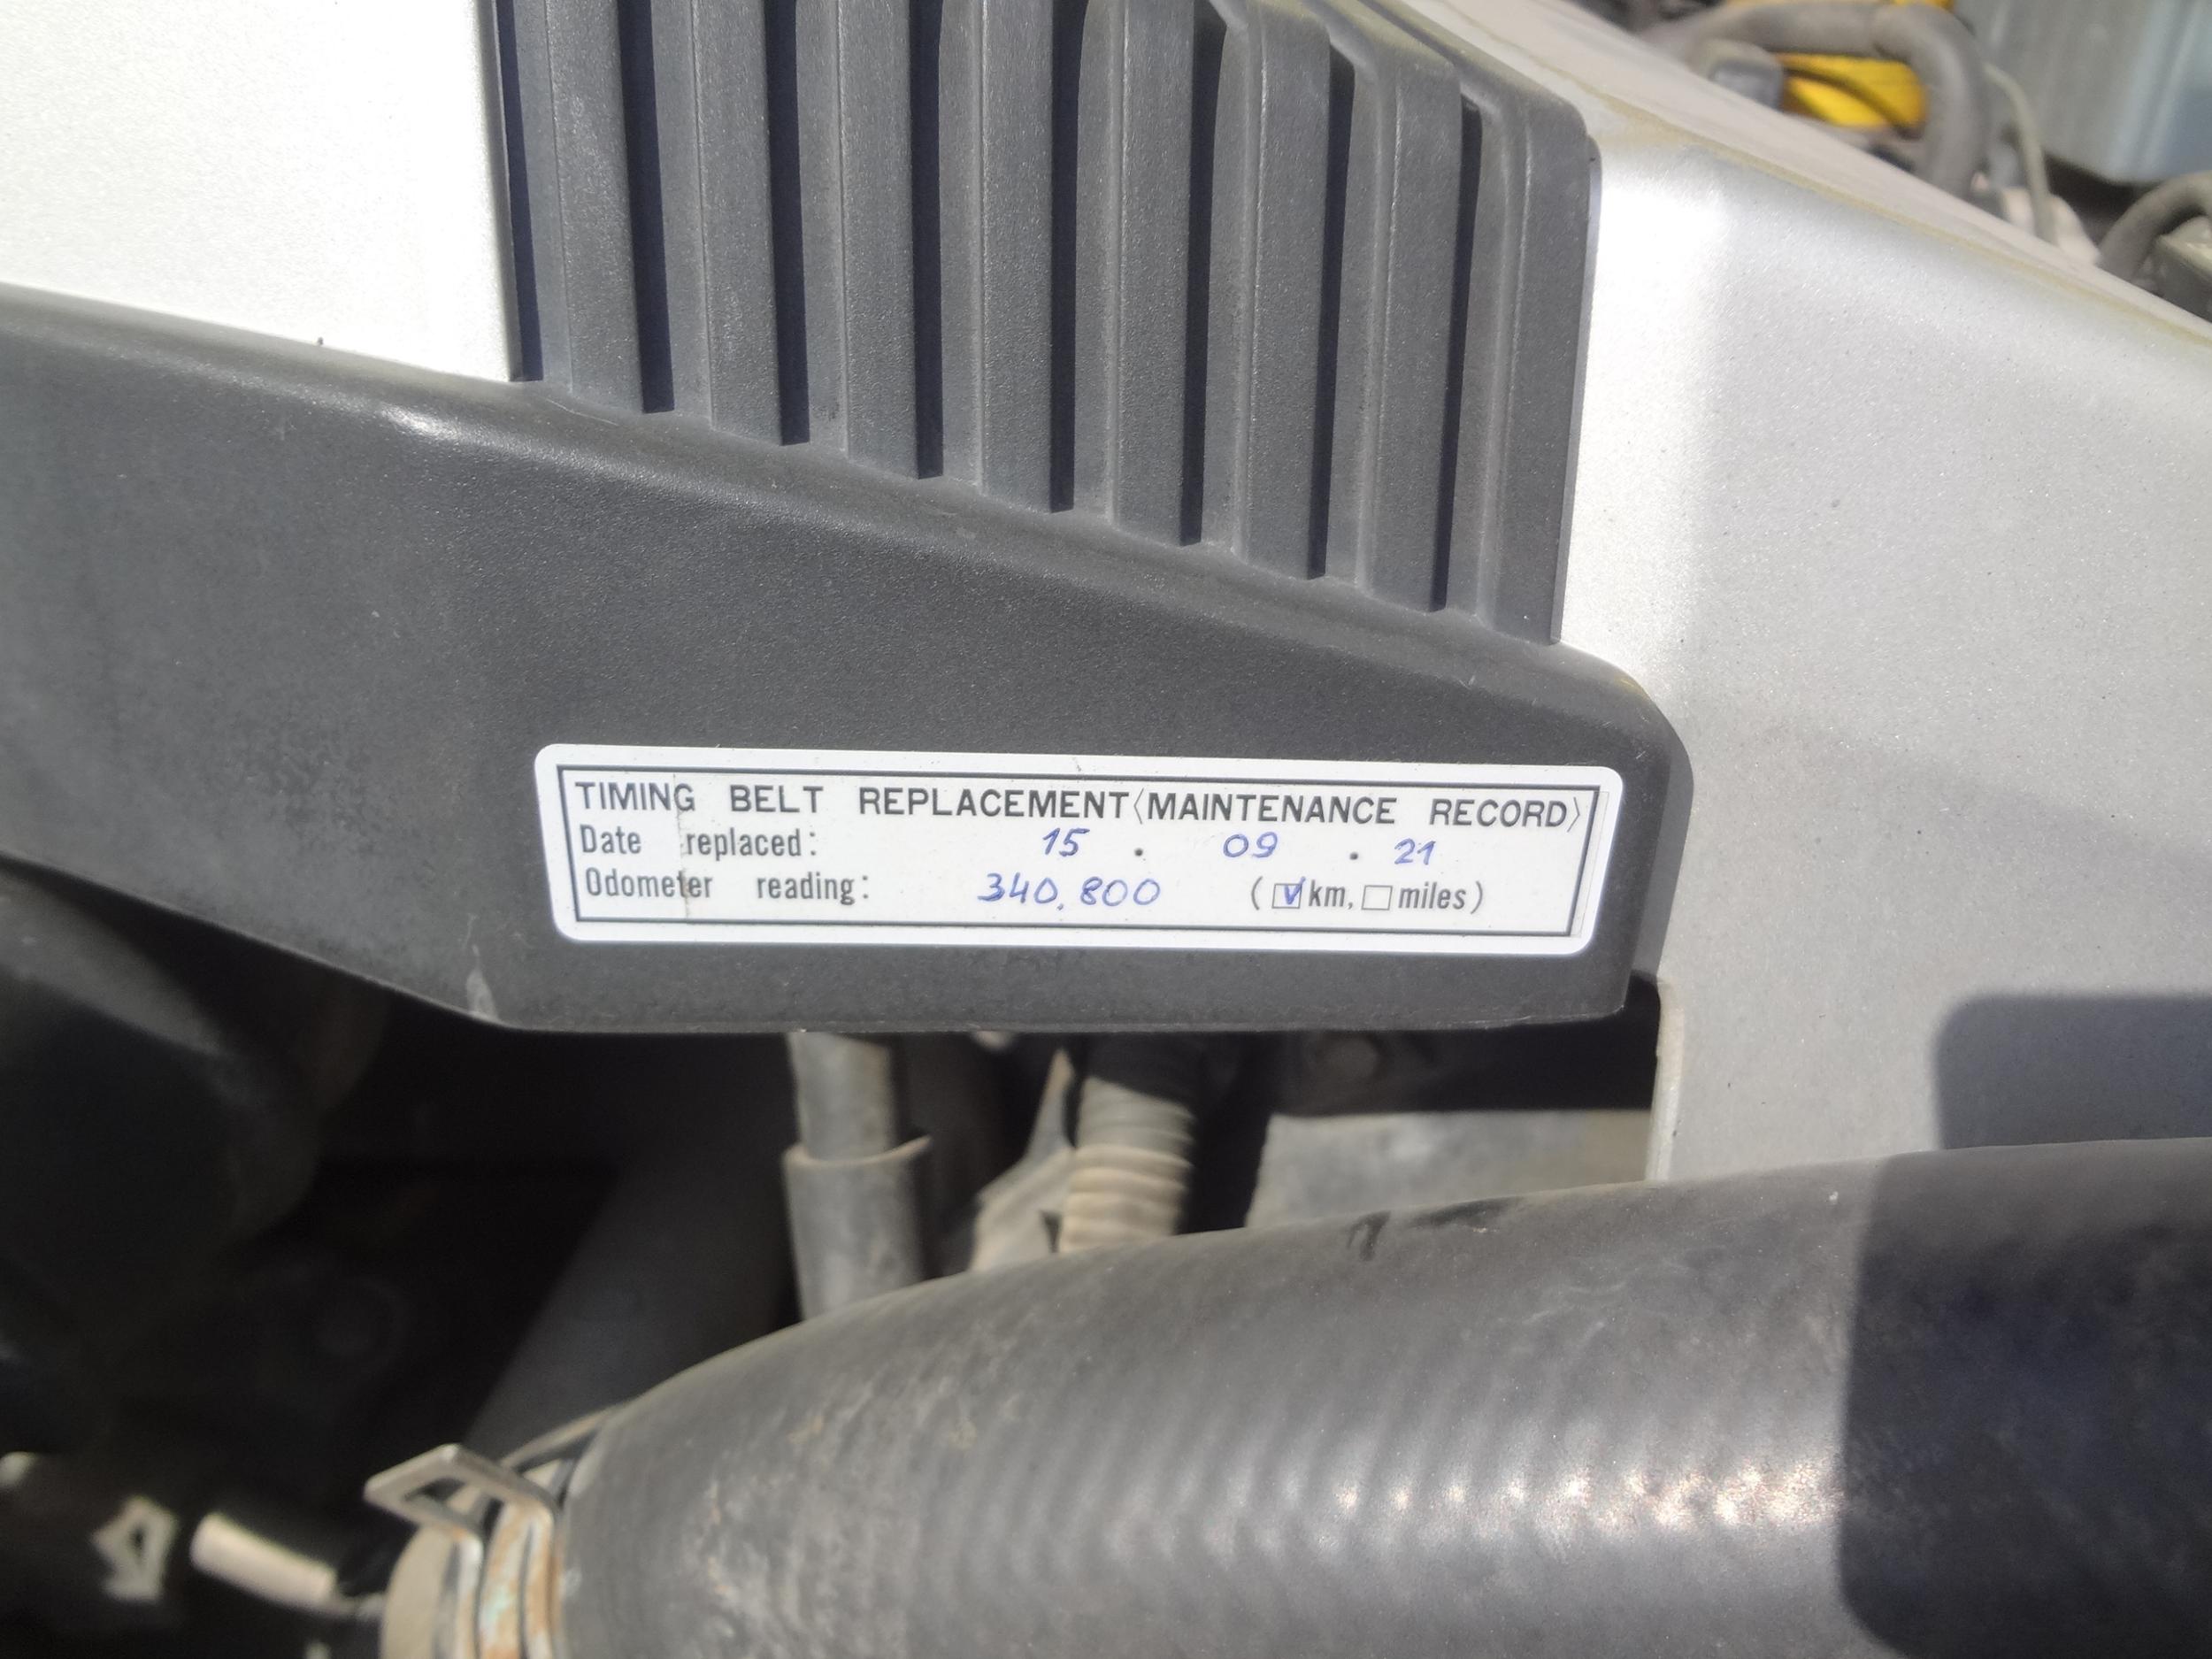 TIMING BELT REPLACEMENT〈MAINTENANCE RECORD〉
Date replaced: 15 . 09 . 21
Odometer reading: 340.800 (☑km, ☐miles)